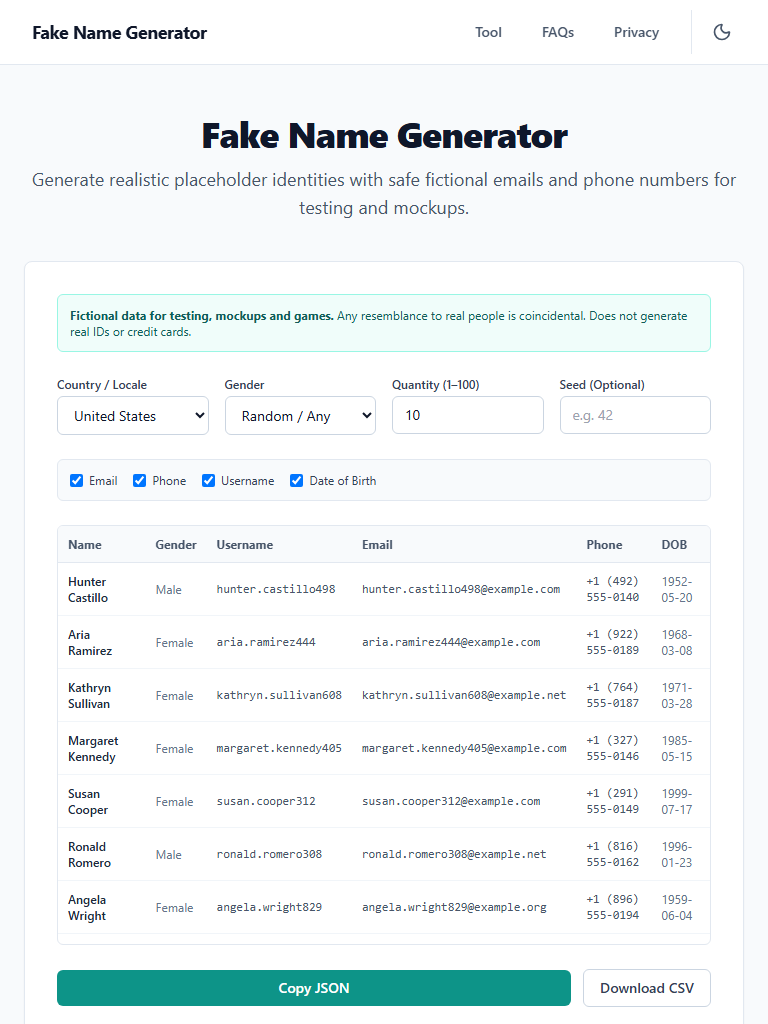 Fake Name Generator
Tool
FAQs
Privacy
Fake Name Generator
Generate realistic placeholder identities with safe fictional emails and phone numbers for
testing and mockups.
Fictional data for testing, mockups and games. Any resemblance to real people is coincidental. Does not generate
real IDs or credit cards.
Country / Locale
Gender
Quantity (1–100)
Seed (Optional)
United States
Random / Any
10
e.g. 42
Email
Phone
Username
Date of Birth
Name Gender Username Email Phone DOB
Hunter
Castillo
Male
hunter.castillo498
hunter.castillo498@example.com
+1 (492)
555-0140
1952-
05-20
Aria
Ramirez
Female
aria.ramirez444
aria.ramirez444@example.com
+1 (922)
555-0189
1968-
03-08
Kathryn
Sullivan
Female
kathryn.sullivan608
kathryn.sullivan608@example.net
+1 (764)
555-0187
1971-
03-28
Margaret
Kennedy
Female
margaret.kennedy405
margaret.kennedy405@example.com
+1 (327)
555-0146
1985-
05-15
Susan
Cooper
Female
susan.cooper312
susan.cooper312@example.com
+1 (291)
555-0149
1999-
07-17
Ronald
Romero
Male
ronald.romero308
ronald.romero308@example.net
+1 (816)
555-0162
1996-
01-23
Angela
Wright
Female
angela.wright829
angela.wright829@example.org
+1 (896)
555-0194
1959-
06-04
Copy JSON
Download CSV